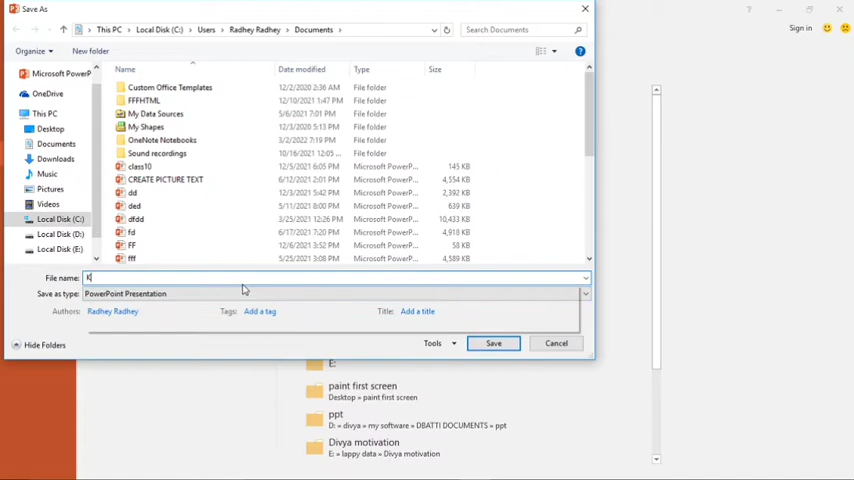 Save As
Sign in
This PC > Local Disk (C:) > Users > Radhey Radhey > Documents >
Search Documents
Organize
New folder
Name Date modified Type Size
Microsoft PowerP
OneDrive
This PC
Desktop
Documents
Downloads
Music
Pictures
Videos
Local Disk (C:)
Local Disk (D:)
Local Disk (E:)
Custom Office Templates 12/2/2020 2:36 AM File folder
FFFHTML 12/10/2021 1:47 PM File folder
My Data Sources 5/6/2021 7:01 PM File folder
My Shapes 12/3/2020 5:13 PM File folder
OneNote Notebooks 3/2/2022 7:19 PM File folder
Sound recordings 10/16/2021 12:05 ... File folder
class10 12/5/2021 6:05 PM Microsoft PowerP... 145 KB
CREATE PICTURE TEXT 6/12/2021 2:01 PM Microsoft PowerP... 4,554 KB
dd 12/3/2021 5:42 PM Microsoft PowerP... 2,392 KB
ded 5/11/2021 8:00 PM Microsoft PowerP... 639 KB
dfdd 3/25/2021 12:26 PM Microsoft PowerP... 10,433 KB
fd 6/17/2021 7:20 PM Microsoft PowerP... 4,918 KB
FF 12/6/2021 3:52 PM Microsoft PowerP... 58 KB
fff 5/25/2021 3:08 PM Microsoft PowerP... 4,589 KB
File name: K
Save as type: PowerPoint Presentation
Authors: Radhey Radhey Tags: Add a tag Title: Add a title
Hide Folders
Tools Save Cancel
E:
paint first screen
Desktop » paint first screen
ppt
D: » divya » my software » DBATTI DOCUMENTS » ppt
Divya motivation
E: » lappy data » Divya motivation